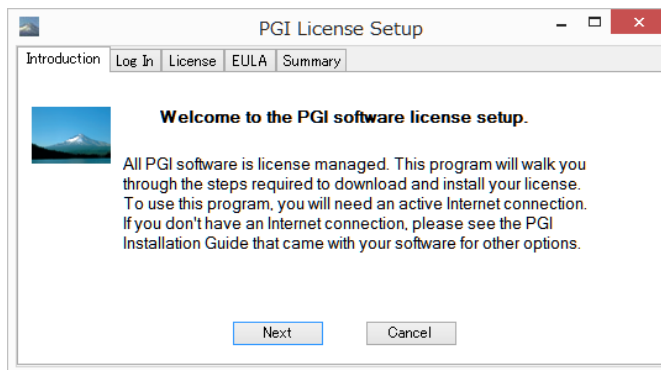 PGI License Setup
Introduction Log In License EULA Summary
Welcome to the PGI software license setup.
All PGI software is license managed. This program will walk you
through the steps required to download and install your license.
To use this program, you will need an active Internet connection.
If you don't have an Internet connection, please see the PGI
Installation Guide that came with your software for other options.
Next Cancel